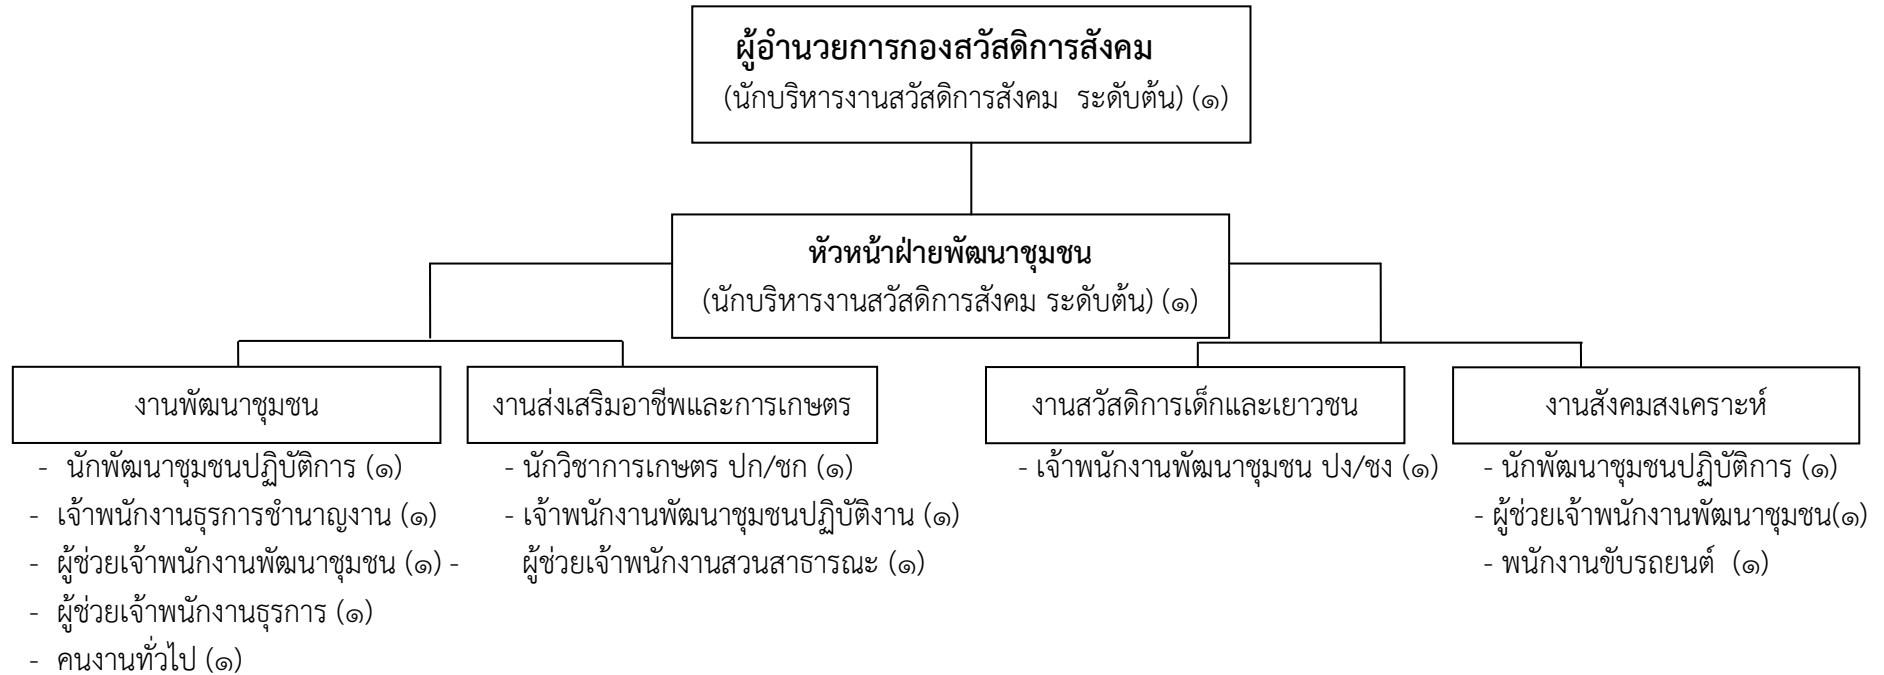 ผู้อำนวยการกองสวัสดิการสังคม
(นักบริหารงานสวัสดิการสังคม ระดับต้น) (๑)
หัวหน้าฝ่ายพัฒนาชุมชน
(นักบริหารงานสวัสดิการสังคม ระดับต้น) (๑)
งานพัฒนาชุมชน
- นักพัฒนาชุมชนปฏิบัติการ (๑)
- เจ้าพนักงานธุรการชำนาญงาน (๑)
- ผู้ช่วยเจ้าพนักงานพัฒนาชุมชน (๑) -
- ผู้ช่วยเจ้าพนักงานธุรการ (๑)
- คนงานทั่วไป (๑)
งานส่งเสริมอาชีพและการเกษตร
- นักวิชาการเกษตร ปก/ชก (๑)
- เจ้าพนักงานพัฒนาชุมชนปฏิบัติงาน (๑)
ผู้ช่วยเจ้าพนักงานสวนสาธารณะ (๑)
งานสวัสดิการเด็กและเยาวชน
- เจ้าพนักงานพัฒนาชุมชน ปง/ชง (๑)
งานสังคมสงเคราะห์
- นักพัฒนาชุมชนปฏิบัติการ (๑)
- ผู้ช่วยเจ้าพนักงานพัฒนาชุมชน(๑)
- พนักงานขับรถยนต์ (๑)